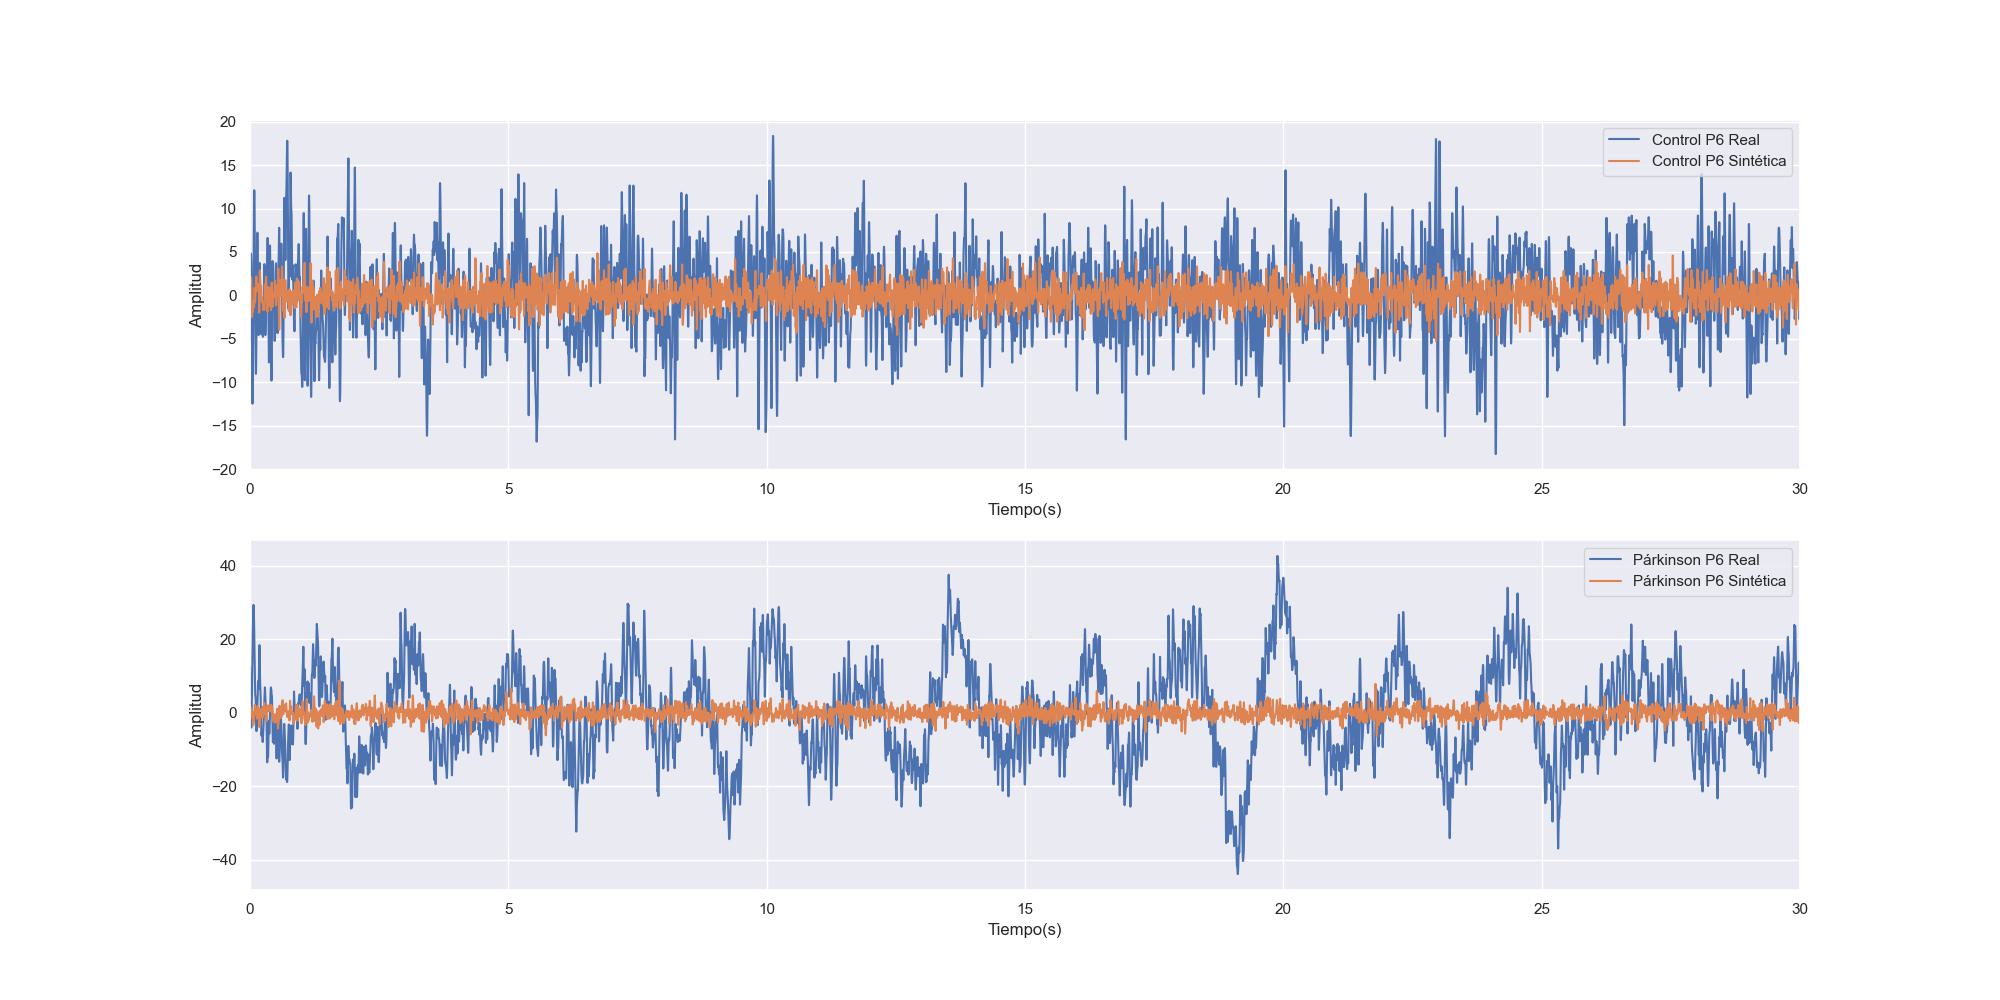 20
15
10
5
0
−5
−10
−15
−20
Amplitud
Control P6 Real
Control P6 Sintética
0 5 10 15 20 25 30
Tiempo(s)
40
20
0
−20
−40
Amplitud
Párkinson P6 Real
Párkinson P6 Sintética
0 5 10 15 20 25 30
Tiempo(s)